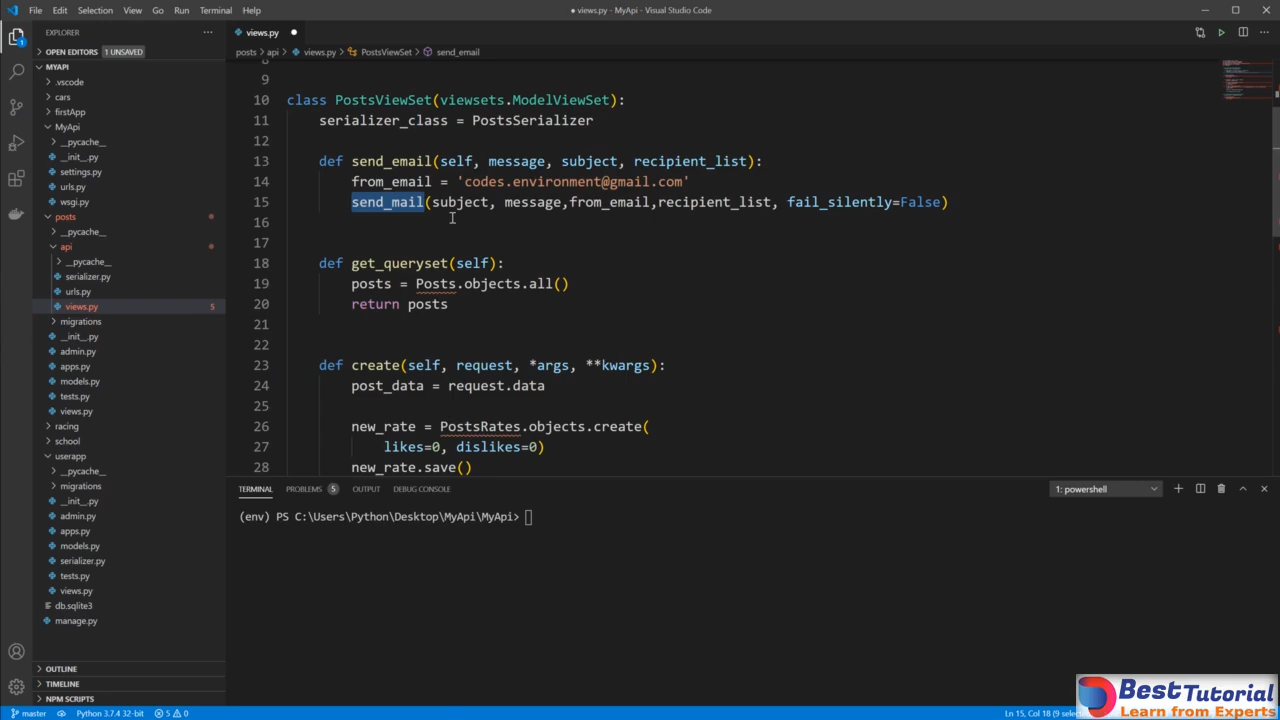 File Edit Selection View Go Run Terminal Help
● views.py - MyApi - Visual Studio Code
EXPLORER
OPEN EDITORS 1 UNSAVED
MYAPI
.vscode
cars
firstApp
MyApi
__pycache__
__init__.py
settings.py
urls.py
wsgi.py
posts
__pycache__
api
__pycache__
serializer.py
urls.py
views.py 5
migrations
__init__.py
admin.py
apps.py
models.py
tests.py
views.py
racing
school
userapp
__pycache__
migrations
__init__.py
admin.py
apps.py
models.py
serializer.py
tests.py
views.py
db.sqlite3
manage.py
OUTLINE
TIMELINE
NPM SCRIPTS
1
views.py ●
posts > api > views.py > PostsViewSet > send_email
8
9
10 class PostsViewSet(viewsets.ModelViewSet):
11 serializer_class = PostsSerializer
12
13 def send_email(self, message, subject, recipient_list):
14 from_email = 'codes.environment@gmail.com'
15 send_mail(subject, message,from_email,recipient_list, fail_silently=False)
16
17
18 def get_queryset(self):
19 posts = Posts.objects.all()
20 return posts
21
22
23 def create(self, request, *args, **kwargs):
24 post_data = request.data
25
26 new_rate = PostsRates.objects.create(
27 likes=0, dislikes=0)
28 new_rate.save()
TERMINAL PROBLEMS 5 OUTPUT DEBUG CONSOLE
1: powershell
(env) PS C:\Users\Python\Desktop\MyApi\MyApi>
master Python 3.7.4 32-bit 5 0
Ln 15, Col 18 (9 selected)
BestTutorial
Learn from Experts